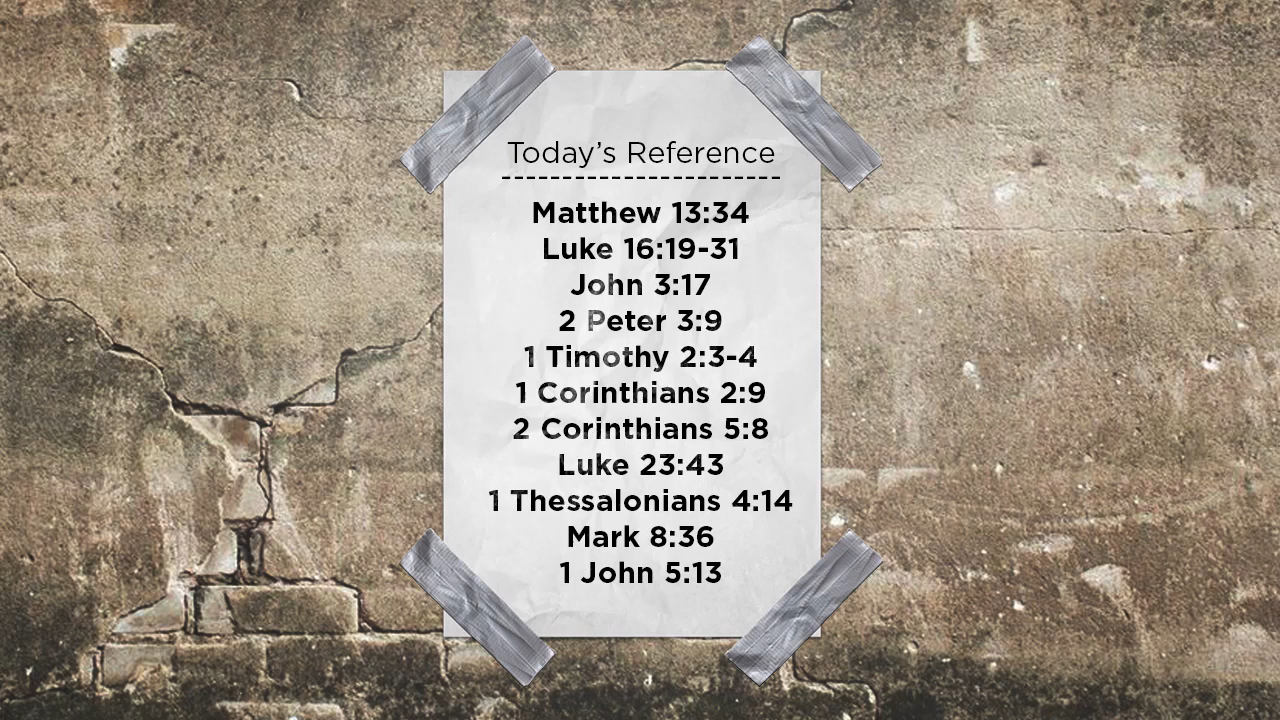 Today's Reference
Matthew 13:34
Luke 16:19-31
John 3:17
2 Peter 3:9
1 Timothy 2:3-4
1 Corinthians 2:9
2 Corinthians 5:8
Luke 23:43
1 Thessalonians 4:14
Mark 8:36
1 John 5:13